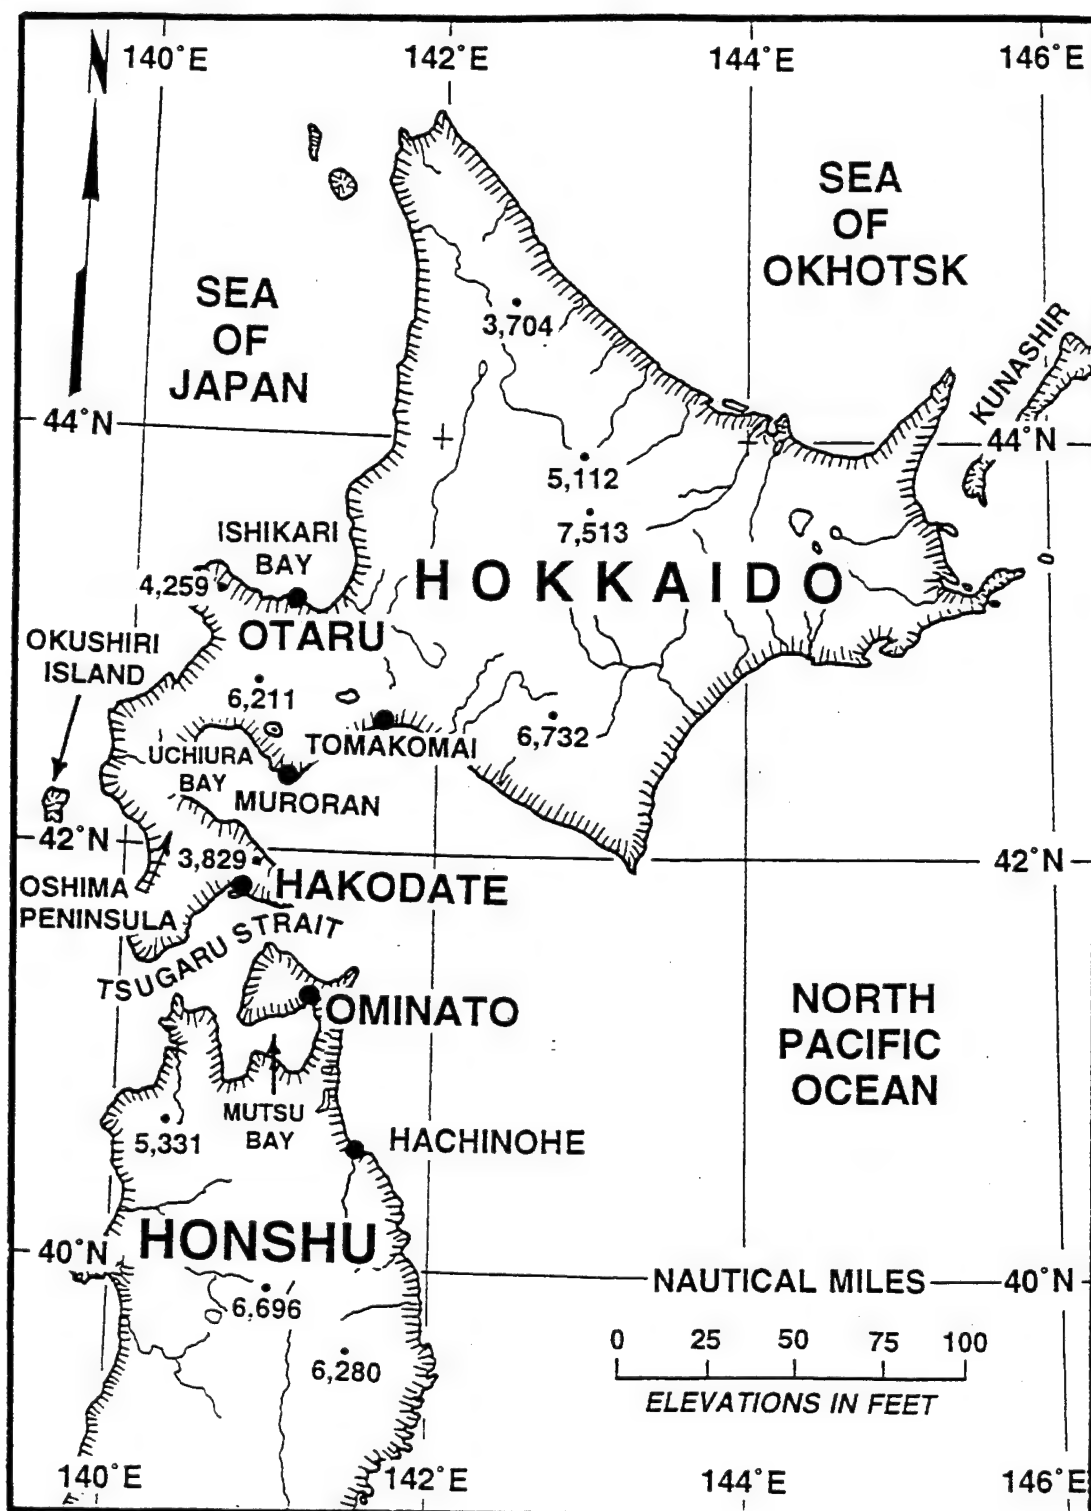 N
140°E
142°E
144°E
146°E
SEA
OF
OKHOTSK
SEA
OF
JAPAN
3,704
KUNASHIR
44°N
44°N
5,112
7,513
ISHIKARI
BAY
4,259
HOKKAIDO
OTARU
OKUSHIRI
ISLAND
6,211
6,732
TOMAKOMAI
UCHIURA
BAY
MURORAN
42°N
42°N
3,829
HAKODATE
OSHIMA
PENINSULA
TSUGARU STRAIT
OMINATO
NORTH
PACIFIC
OCEAN
MUTSU
BAY
5,331
HACHINOHE
40°N
HONSHU
NAUTICAL MILES
40°N
6,696
0 25 50 75 100
6,280
ELEVATIONS IN FEET
140°E
142°E
144°E
146°E